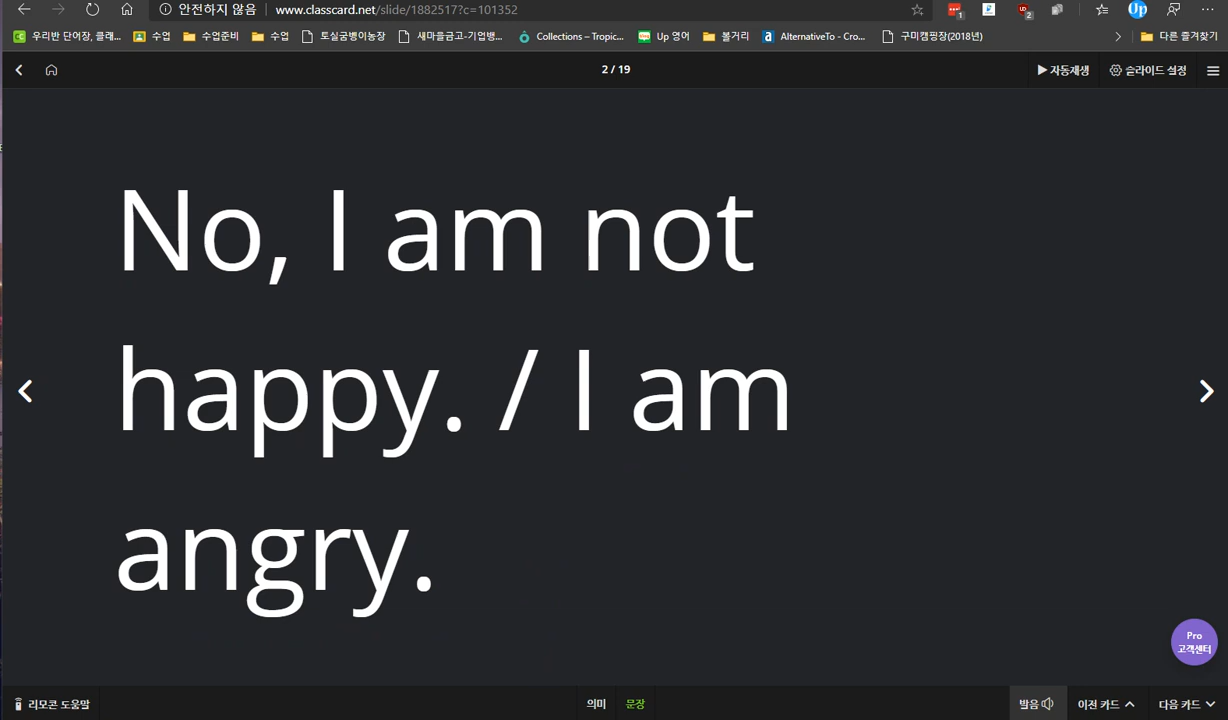 안전하지 않음 www.classcard.net/slide/1882517?c=101352
우리반 단어장, 클래... 수업 수업준비 수업 토실굼벵이농장 새마을금고-기업뱅... Collections – Tropic... Up 영어 볼거리 AlternativeTo - Cro... 구미캠핑장(2018년) 다른 즐겨찾기
2 / 19 자동재생 슬라이드 설정
No, I am not
happy. / I am
angry.
Pro
고객센터
리모콘 도움말 의미 문장 발음 이전 카드 다음 카드